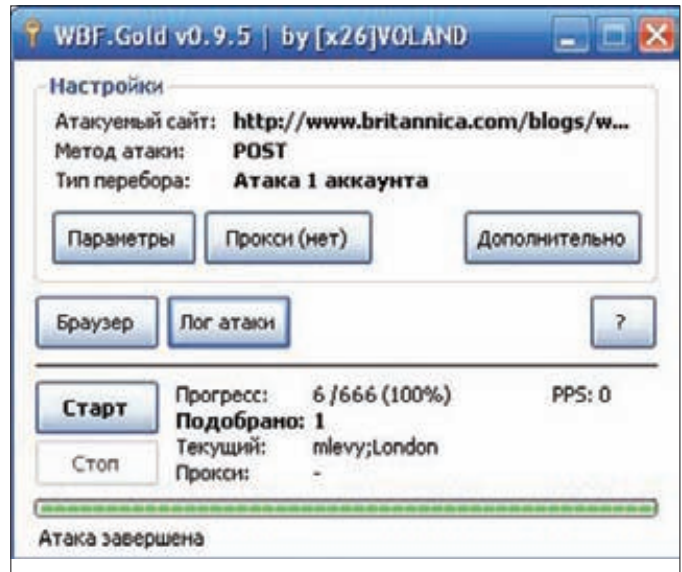 WBF.Gold v0.9.5 | by [x26]VOLAND
Настройки
Атакуемый сайт: http://www.britannica.com/blogs/w...
Метод атаки: POST
Тип перебора: Атака 1 аккаунта
Параметры Прокси (нет) Дополнительно
Браузер Лог атаки ?
Старт Прогресс: 6 /666 (100%) PPS: 0
Подобрано: 1
Стоп Текущий: mlevy;London
Прокси: -
Атака завершена